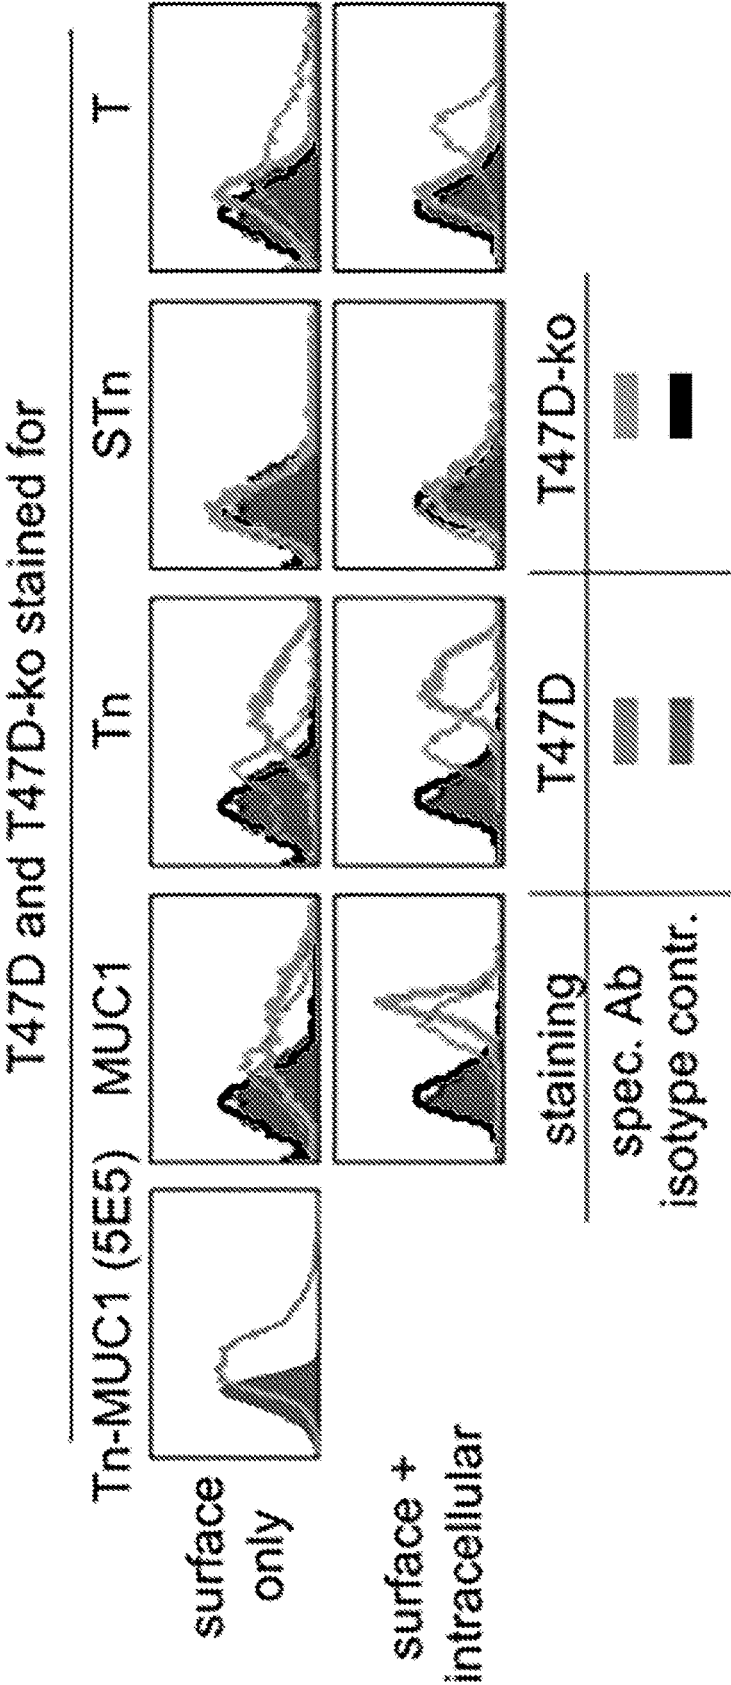 T47D and T47D-ko stained for
Tn-MUC1 (5E5) MUC1 Tn STn T
surface
only
surface +
intracellular
staining T47D T47D-ko
spec. Ab
isotype contr.